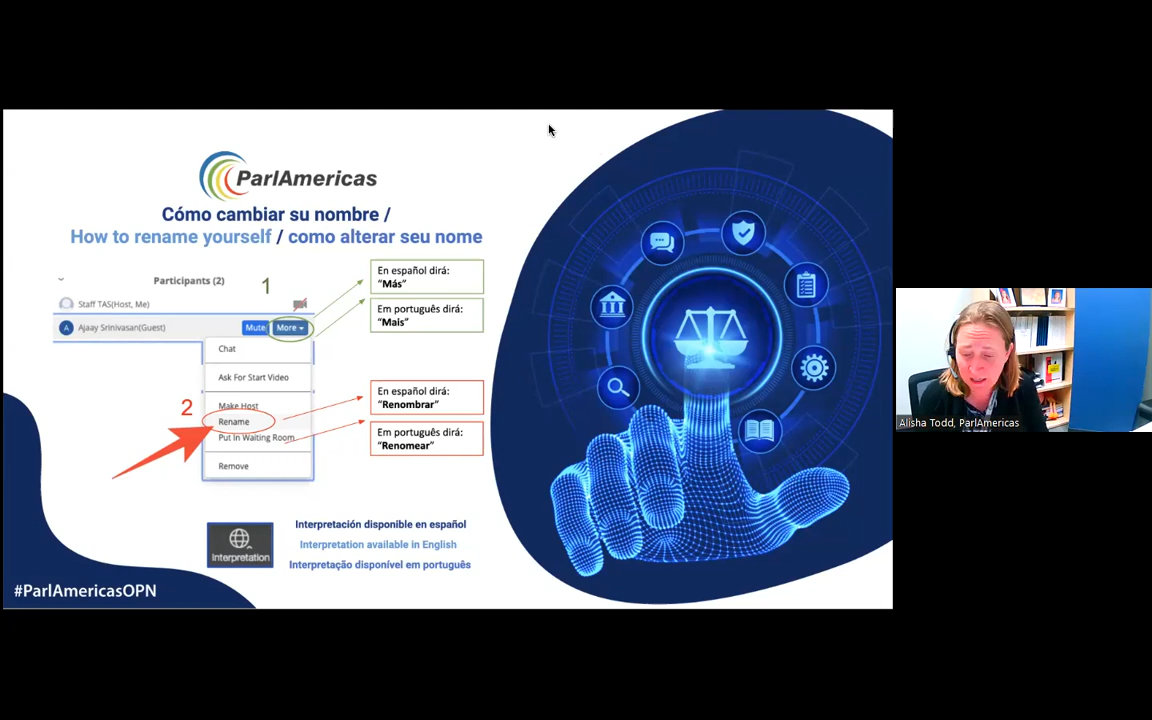 ParlAmericas
Cómo cambiar su nombre /
How to rename yourself / como alterar seu nome
Participants (2)
1
Staff TAS(Host, Me)
A Ajaay Srinivasan(Guest)
Mute
More
Chat
Ask For Start Video
Make Host
2
Rename
Put In Waiting Room
Remove
En español dirá:
“Más”
Em português dirá:
“Mais”
En español dirá:
“Renombrar”
Em português dirá:
“Renomear”
Interpretation
Interpretación disponible en español
Interpretation available in English
Interpretação disponível em português
#ParlAmericasOPN
Alisha Todd, ParlAmericas